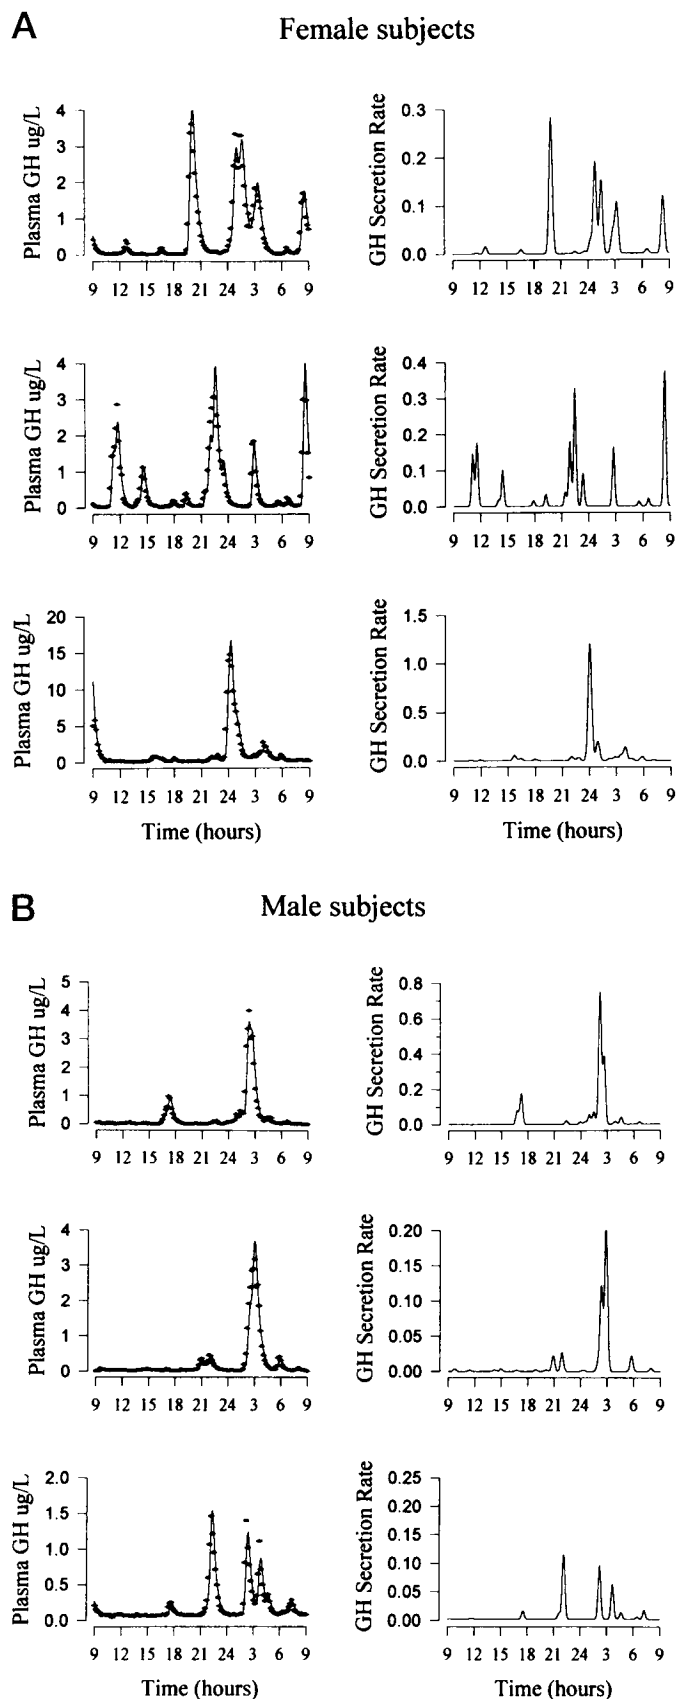 A
Female subjects
Plasma GH ug/L
4
3
2
1
0
9 12 15 18 21 24 3 6 9
GH Secretion Rate
0.3
0.2
0.1
0.0
9 12 15 18 21 24 3 6 9
Plasma GH ug/L
4
3
2
1
0
9 12 15 18 21 24 3 6 9
GH Secretion Rate
0.4
0.3
0.2
0.1
0.0
9 12 15 18 21 24 3 6 9
Plasma GH ug/L
20
15
10
5
0
9 12 15 18 21 24 3 6 9
Time (hours)
GH Secretion Rate
1.5
1.0
0.5
0.0
9 12 15 18 21 24 3 6 9
Time (hours)
B
Male subjects
Plasma GH ug/L
5
4
3
2
1
0
9 12 15 18 21 24 3 6 9
GH Secretion Rate
0.8
0.6
0.4
0.2
0.0
9 12 15 18 21 24 3 6 9
Plasma GH ug/L
4
3
2
1
0
9 12 15 18 21 24 3 6 9
GH Secretion Rate
0.20
0.15
0.10
0.05
0.00
9 12 15 18 21 24 3 6 9
Plasma GH ug/L
2.0
1.5
1.0
0.5
0.0
9 12 15 18 21 24 3 6 9
Time (hours)
GH Secretion Rate
0.25
0.20
0.15
0.10
0.05
0.00
9 12 15 18 21 24 3 6 9
Time (hours)